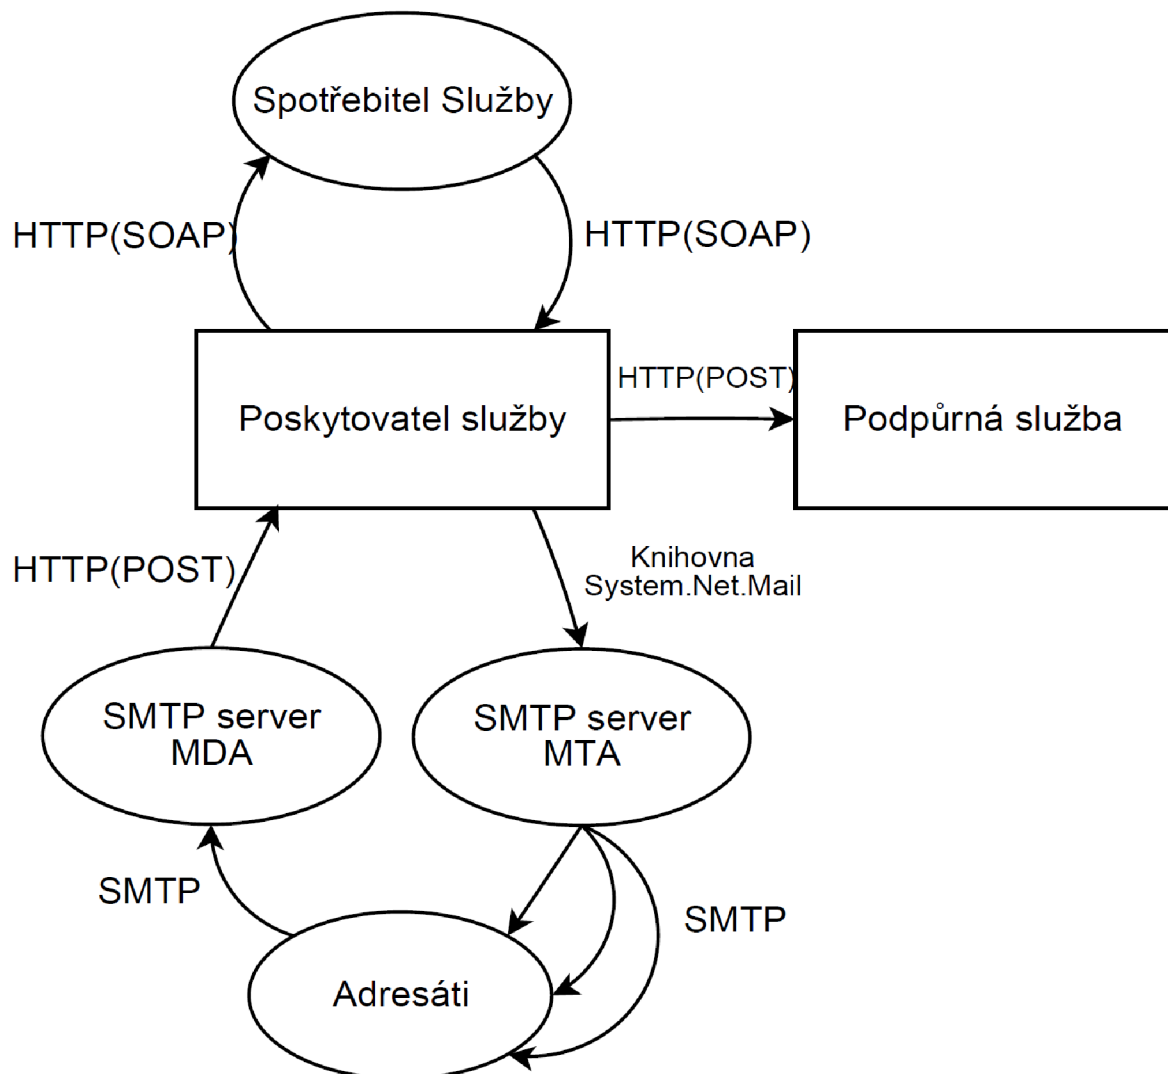 Spotřebitel Služby
HTTP(SOAP)
HTTP(SOAP)
HTTP(POST)
Poskytovatel služby
Podpůrná služba
HTTP(POST)
Knihovna
System.Net.Mail
SMTP server
MDA
SMTP server
MTA
SMTP
SMTP
Adresáti